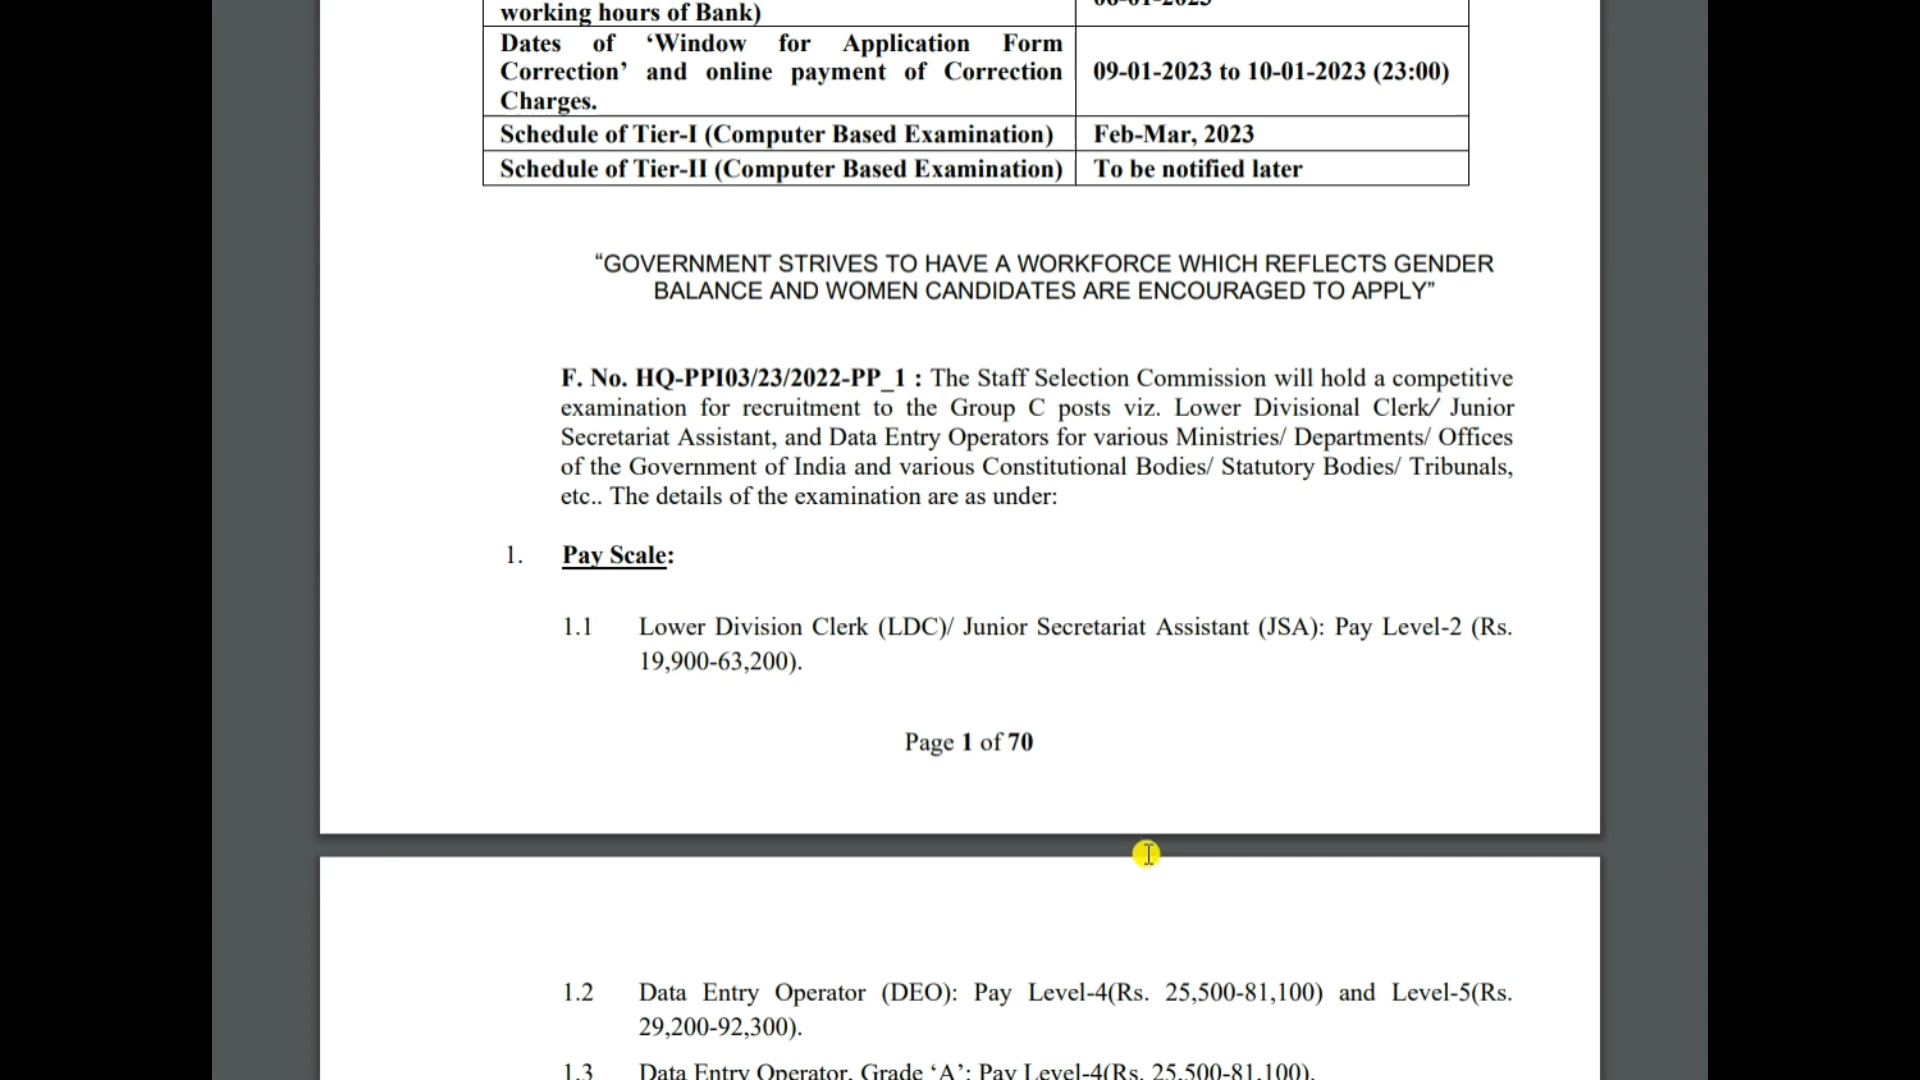 working hours of Bank)
06-01-2023
Dates of ‘Window for Application Form
Correction’ and online payment of Correction
Charges.
09-01-2023 to 10-01-2023 (23:00)
Schedule of Tier-I (Computer Based Examination)
Feb-Mar, 2023
Schedule of Tier-II (Computer Based Examination)
To be notified later
“GOVERNMENT STRIVES TO HAVE A WORKFORCE WHICH REFLECTS GENDER
BALANCE AND WOMEN CANDIDATES ARE ENCOURAGED TO APPLY”
F. No. HQ-PPI03/23/2022-PP_1 : The Staff Selection Commission will hold a competitive
examination for recruitment to the Group C posts viz. Lower Divisional Clerk/ Junior
Secretariat Assistant, and Data Entry Operators for various Ministries/ Departments/ Offices
of the Government of India and various Constitutional Bodies/ Statutory Bodies/ Tribunals,
etc.. The details of the examination are as under:
1. Pay Scale:
1.1 Lower Division Clerk (LDC)/ Junior Secretariat Assistant (JSA): Pay Level-2 (Rs.
19,900-63,200).
Page 1 of 70
1.2 Data Entry Operator (DEO): Pay Level-4(Rs. 25,500-81,100) and Level-5(Rs.
29,200-92,300).
1.3 Data Entry Operator, Grade ‘A’: Pay Level-4(Rs. 25,500-81,100).